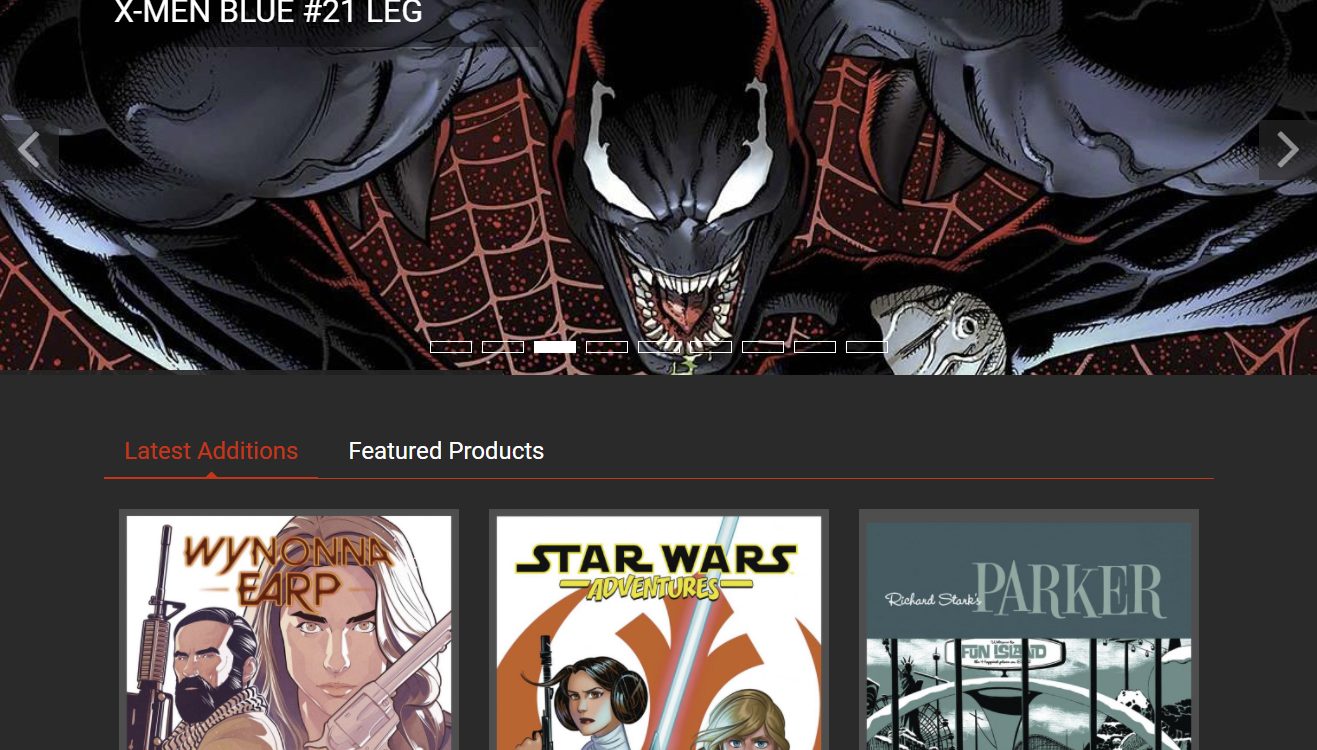 X-MEN BLUE #21 LEG
Latest Additions
Featured Products
WYNONNA
EARP
STAR WARS
ADVENTURES
Richard Stark's PARKER
FUN ISLAND